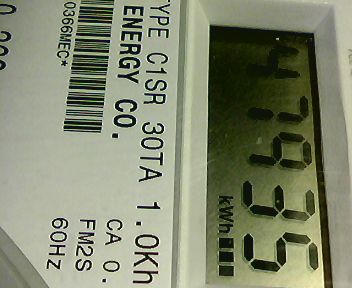 47935
kWh
TYPE C1SR 30TA 1.0Kh
ENERGY CO.
CA 0.
FM2S
60HZ
0366MEC*